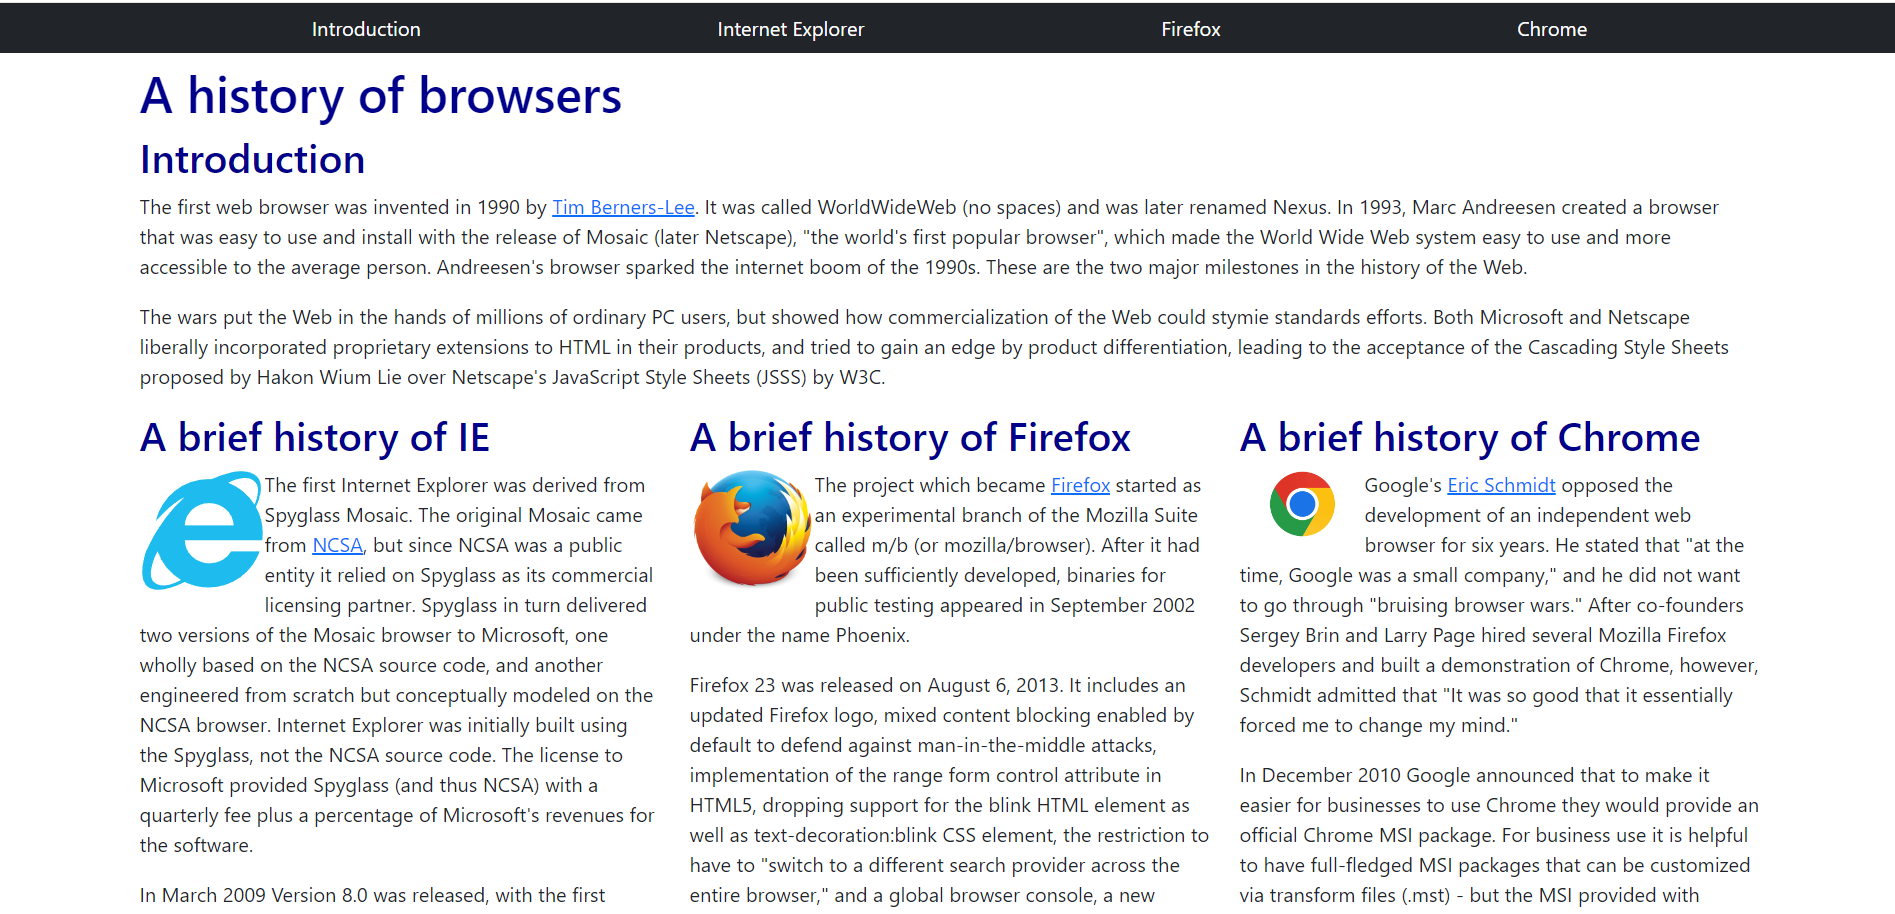 Introduction Internet Explorer Firefox Chrome
A history of browsers
Introduction
The first web browser was invented in 1990 by Tim Berners-Lee. It was called WorldWideWeb (no spaces) and was later renamed Nexus. In 1993, Marc Andreesen created a browser
that was easy to use and install with the release of Mosaic (later Netscape), "the world's first popular browser", which made the World Wide Web system easy to use and more
accessible to the average person. Andreesen's browser sparked the internet boom of the 1990s. These are the two major milestones in the history of the Web.
The wars put the Web in the hands of millions of ordinary PC users, but showed how commercialization of the Web could stymie standards efforts. Both Microsoft and Netscape
liberally incorporated proprietary extensions to HTML in their products, and tried to gain an edge by product differentiation, leading to the acceptance of the Cascading Style Sheets
proposed by Hakon Wium Lie over Netscape's JavaScript Style Sheets (JSSS) by W3C.
A brief history of IE
The first Internet Explorer was derived from
Spyglass Mosaic. The original Mosaic came
from NCSA, but since NCSA was a public
entity it relied on Spyglass as its commercial
licensing partner. Spyglass in turn delivered
two versions of the Mosaic browser to Microsoft, one
wholly based on the NCSA source code, and another
engineered from scratch but conceptually modeled on the
NCSA browser. Internet Explorer was initially built using
the Spyglass, not the NCSA source code. The license to
Microsoft provided Spyglass (and thus NCSA) with a
quarterly fee plus a percentage of Microsoft's revenues for
the software.
In March 2009 Version 8.0 was released, with the first
A brief history of Firefox
The project which became Firefox started as
an experimental branch of the Mozilla Suite
called m/b (or mozilla/browser). After it had
been sufficiently developed, binaries for
public testing appeared in September 2002
under the name Phoenix.
Firefox 23 was released on August 6, 2013. It includes an
updated Firefox logo, mixed content blocking enabled by
default to defend against man-in-the-middle attacks,
implementation of the range form control attribute in
HTML5, dropping support for the blink HTML element as
well as text-decoration:blink CSS element, the restriction to
have to "switch to a different search provider across the
entire browser," and a global browser console, a new
A brief history of Chrome
Google's Eric Schmidt opposed the
development of an independent web
browser for six years. He stated that "at the
time, Google was a small company," and he did not want
to go through "bruising browser wars." After co-founders
Sergey Brin and Larry Page hired several Mozilla Firefox
developers and built a demonstration of Chrome, however,
Schmidt admitted that "It was so good that it essentially
forced me to change my mind."
In December 2010 Google announced that to make it
easier for businesses to use Chrome they would provide an
official Chrome MSI package. For business use it is helpful
to have full-fledged MSI packages that can be customized
via transform files (.mst) - but the MSI provided with